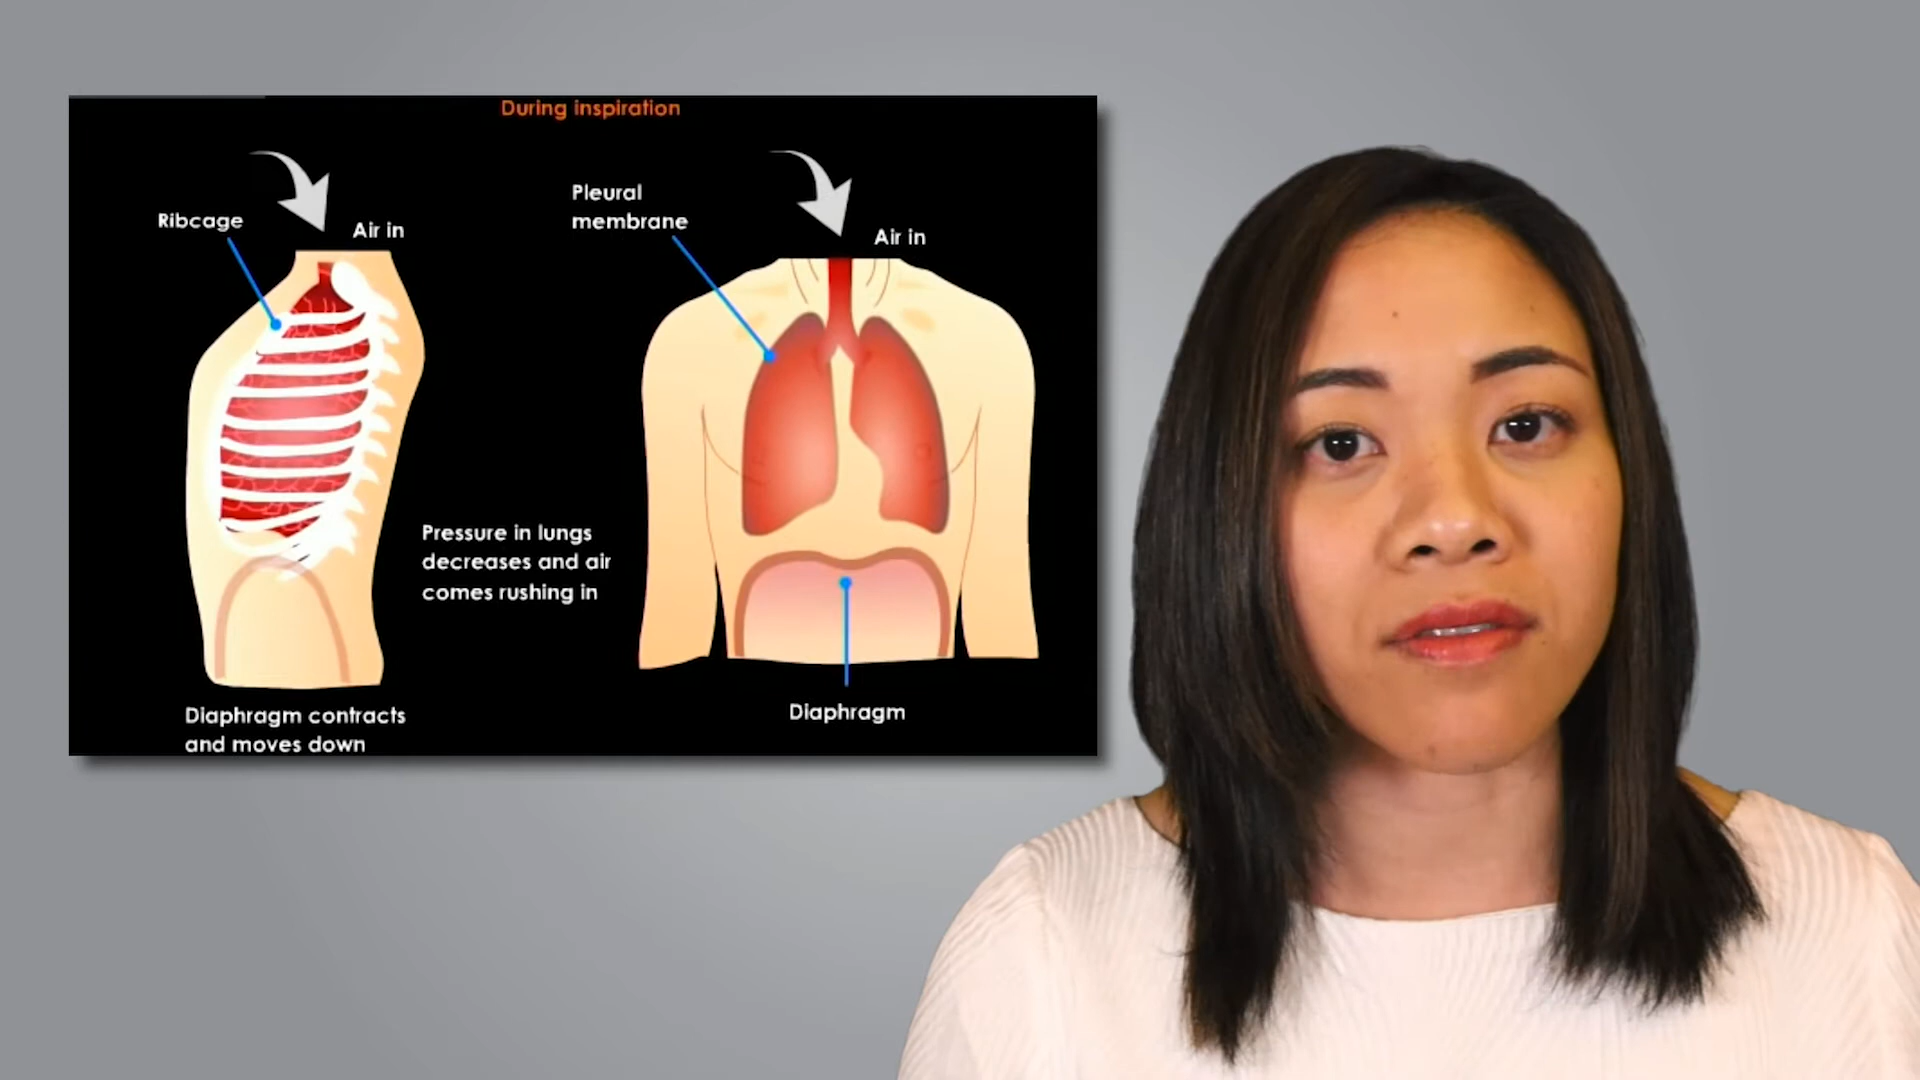 During inspiration
Ribcage
Air in
Pleural
membrane
Air in
Pressure in lungs
decreases and air
comes rushing in
Diaphragm contracts
and moves down
Diaphragm